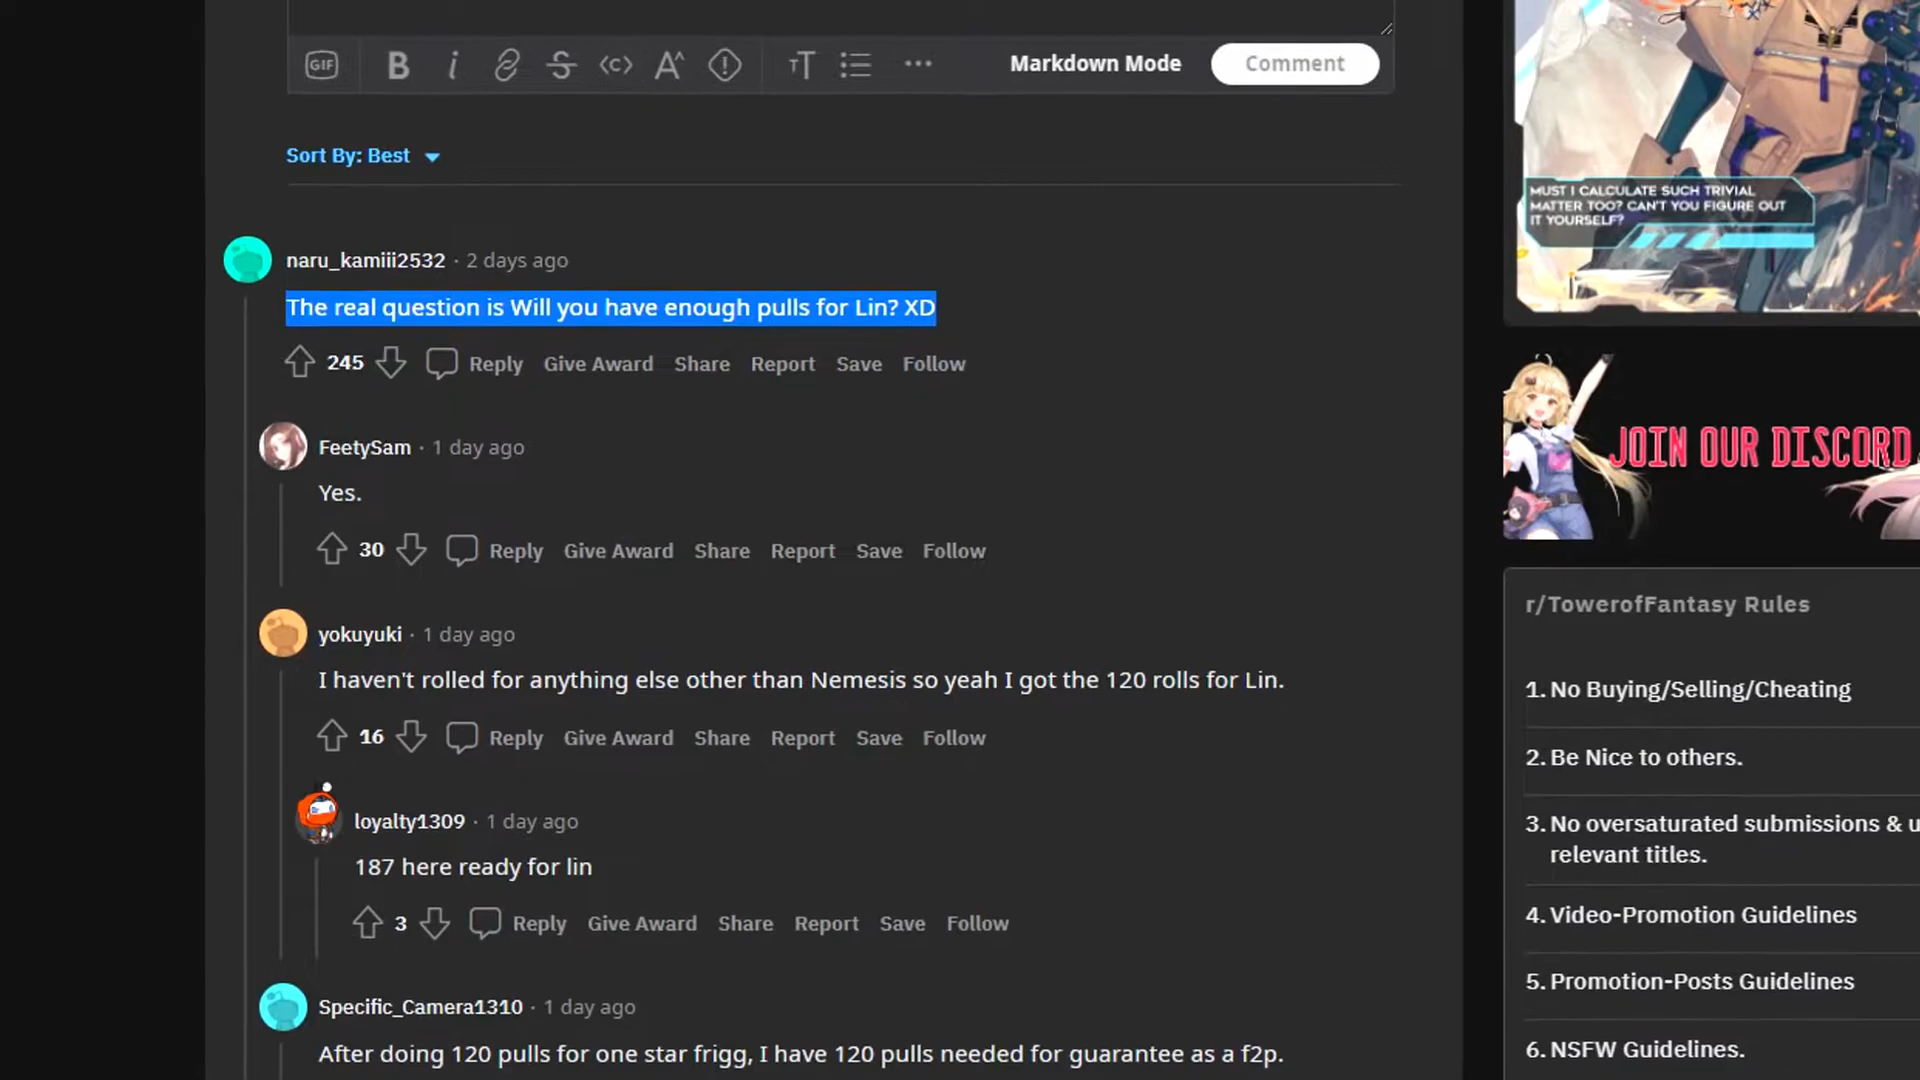 GIF B i <c> A^ TT ... Markdown Mode Comment
Sort By: Best
naru_kamiii2532 · 2 days ago
The real question is Will you have enough pulls for Lin? XD
245 Reply Give Award Share Report Save Follow
FeetySam · 1 day ago
Yes.
30 Reply Give Award Share Report Save Follow
yokuyuki · 1 day ago
I haven't rolled for anything else other than Nemesis so yeah I got the 120 rolls for Lin.
16 Reply Give Award Share Report Save Follow
loyalty1309 · 1 day ago
187 here ready for lin
3 Reply Give Award Share Report Save Follow
Specific_Camera1310 · 1 day ago
After doing 120 pulls for one star frigg, I have 120 pulls needed for guarantee as a f2p.
MUST I CALCULATE SUCH TRIVIAL
MATTER TOO? CAN'T YOU FIGURE OUT
IT YOURSELF?
JOIN OUR DISCORD
r/TowerofFantasy Rules
1. No Buying/Selling/Cheating
2. Be Nice to others.
3. No oversaturated submissions & u
relevant titles.
4. Video-Promotion Guidelines
5. Promotion-Posts Guidelines
6. NSFW Guidelines.